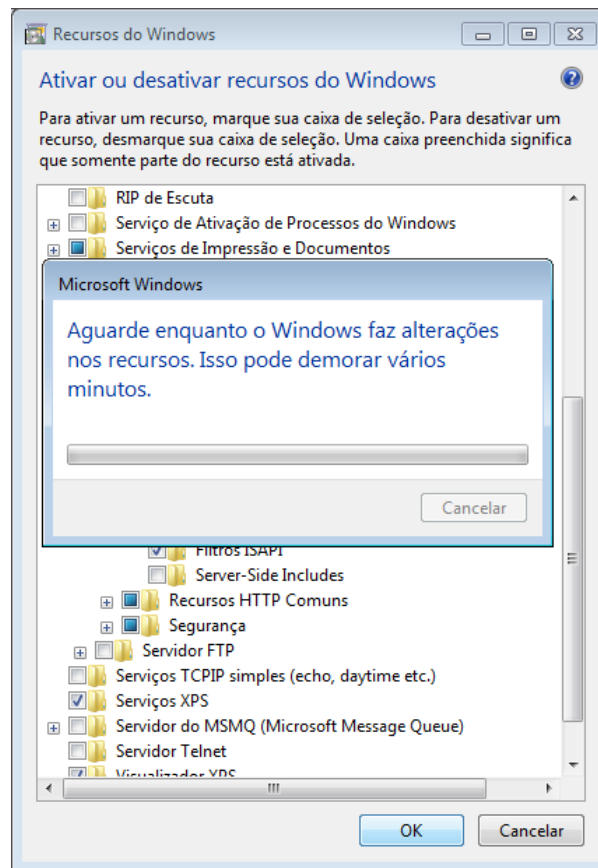 Recursos do Windows
Ativar ou desativar recursos do Windows
Para ativar um recurso, marque sua caixa de seleção. Para desativar um
recurso, desmarque sua caixa de seleção. Uma caixa preenchida significa
que somente parte do recurso está ativada.
RIP de Escuta
Serviço de Ativação de Processos do Windows
Serviços de Impressão e Documentos
Microsoft Windows
Aguarde enquanto o Windows faz alterações
nos recursos. Isso pode demorar vários
minutos.
Cancelar
Filtros ISAPI
Server-Side Includes
Recursos HTTP Comuns
Segurança
Servidor FTP
Serviços TCPIP simples (echo, daytime etc.)
Serviços XPS
Servidor do MSMQ (Microsoft Message Queue)
Servidor Telnet
Visualizador XPS
OK
Cancelar